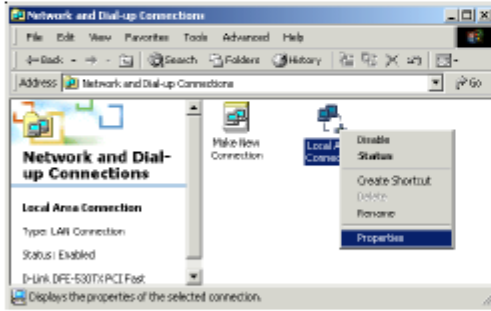 Network and Dial-up Connections
File Edit View Favorites Tools Advanced Help
Back Search Folders History
Address Network and Dial-up Connections Go
Network and Dial-
up Connections
Local Area Connection
Type: LAN Connection
Status: Enabled
D-Link DFE-530TX PCI Fast
Make New
Connection
Local A
Connec
Disable
Status
Create Shortcut
Delete
Rename
Properties
Displays the properties of the selected connection.